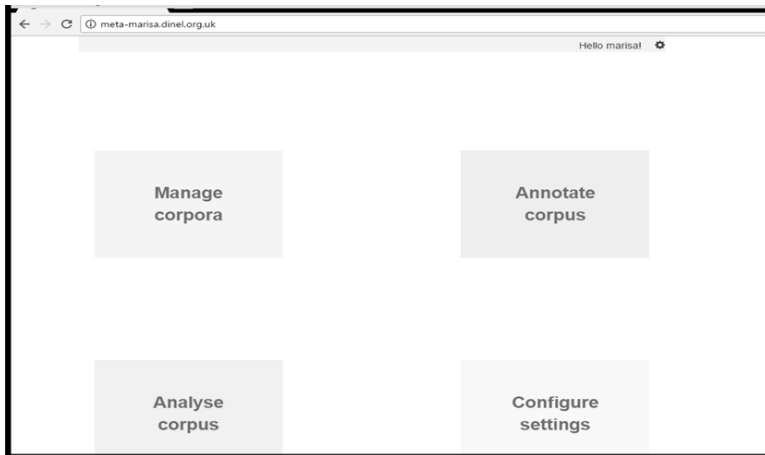 meta-marisa.dinel.org.uk
Hello marisa!
Manage
corpora
Annotate
corpus
Analyse
corpus
Configure
settings